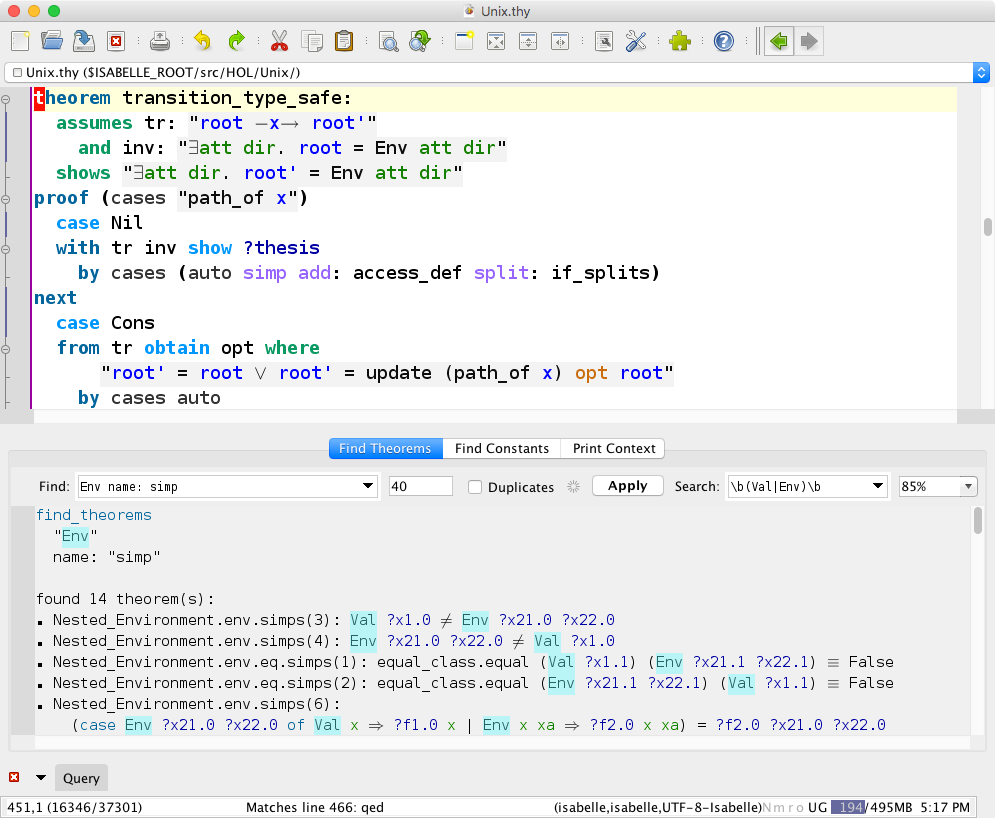 Unix.thy
Unix.thy ($ISABELLE_ROOT/src/HOL/Unix/)
theorem transition_type_safe:
assumes tr: "root —x→ root'"
and inv: "∃att dir. root = Env att dir"
shows "∃att dir. root' = Env att dir"
proof (cases "path_of x")
case Nil
with tr inv show ?thesis
by cases (auto simp add: access_def split: if_splits)
next
case Cons
from tr obtain opt where
"root' = root ∨ root' = update (path_of x) opt root"
by cases auto
Find Theorems Find Constants Print Context
Find: Env name: simp 40 Duplicates Apply Search: \b(Val|Env)\b 85%
find_theorems
"Env"
name: "simp"
found 14 theorem(s):
▪ Nested_Environment.env.simps(3): Val ?x1.0 ≠ Env ?x21.0 ?x22.0
▪ Nested_Environment.env.simps(4): Env ?x21.0 ?x22.0 ≠ Val ?x1.0
▪ Nested_Environment.env.eq.simps(1): equal_class.equal (Val ?x1.1) (Env ?x21.1 ?x22.1) ≡ False
▪ Nested_Environment.env.eq.simps(2): equal_class.equal (Env ?x21.1 ?x22.1) (Val ?x1.1) ≡ False
▪ Nested_Environment.env.simps(6):
(case Env ?x21.0 ?x22.0 of Val x ⇒ ?f1.0 x | Env x xa ⇒ ?f2.0 x xa) = ?f2.0 ?x21.0 ?x22.0
Query
451,1 (16346/37301) Matches line 466: qed (isabelle,isabelle,UTF-8-Isabelle)N m r o UG 194/495MB 5:17 PM